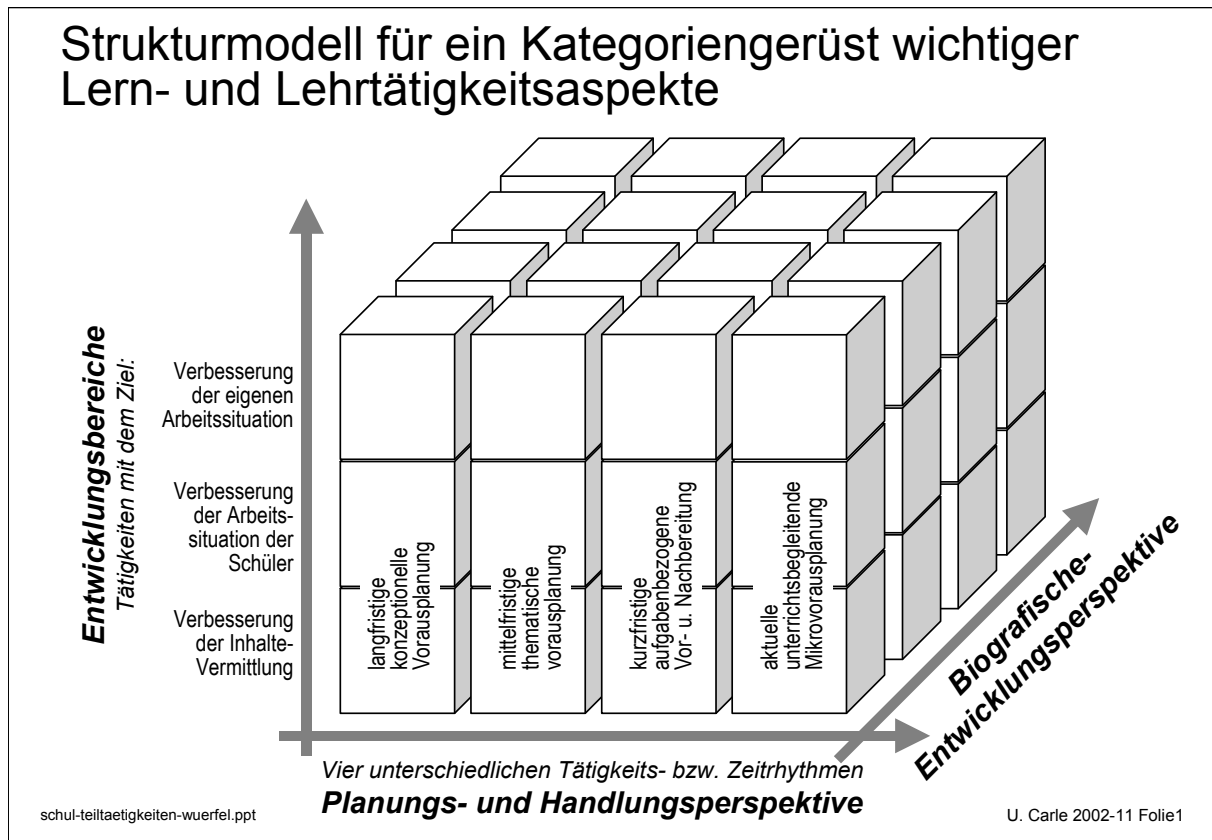 Strukturmodell für ein Kategoriengerüst wichtiger
Lern- und Lehrtätigkeitsaspekte
Entwicklungsbereiche
Tätigkeiten mit dem Ziel:
Verbesserung
der eigenen
Arbeitssituation
Verbesserung
der Arbeits-
situation der
Schüler
Verbesserung
der Inhalte-
Vermittlung
langfristige
konzeptionelle
Vorausplanung
mittelfristige
thematische
vorausplanung
kurzfristige
aufgabenbezogene
Vor- u. Nachbereitung
aktuelle
unterrichtsbegleitende
Mikrovorausplanung
Biografische-
Entwicklungsperspektive
Vier unterschiedlichen Tätigkeits- bzw. Zeitrhythmen
Planungs- und Handlungsperspektive
schul-teiltaetigkeiten-wuerfel.ppt
U. Carle 2002-11 Folie1